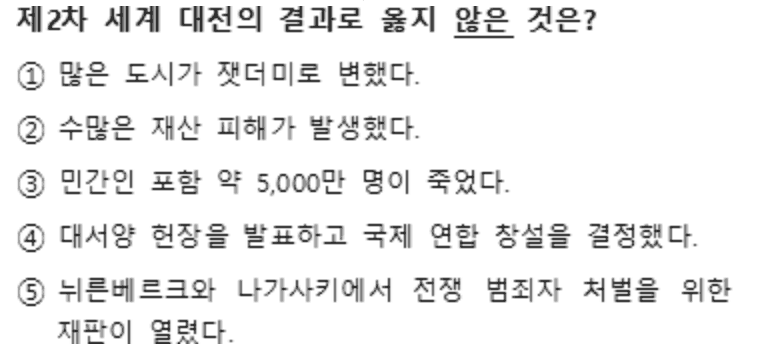 제2차 세계 대전의 결과로 옳지 않은 것은?
① 많은 도시가 잿더미로 변했다.
② 수많은 재산 피해가 발생했다.
③ 민간인 포함 약 5,000만 명이 죽었다.
④ 대서양 헌장을 발표하고 국제 연합 창설을 결정했다.
⑤ 뉘른베르크와 나가사키에서 전쟁 범죄자 처벌을 위한
재판이 열렸다.